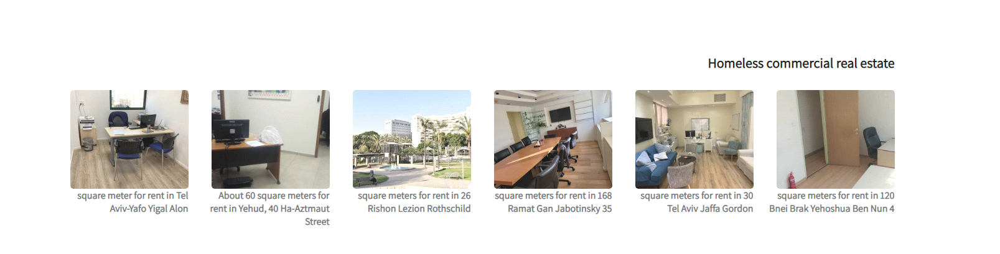 Homeless commercial real estate
square meter for rent in Tel
Aviv-Yafo Yigal Alon
About 60 square meters for
rent in Yehud, 40 Ha-Aztmaut
Street
square meters for rent in 26
Rishon Lezion Rothschild
square meters for rent in 168
Ramat Gan Jabotinsky 35
square meters for rent in 30
Tel Aviv Jaffa Gordon
square meters for rent in 120
Bnei Brak Yehoshua Ben Nun 4